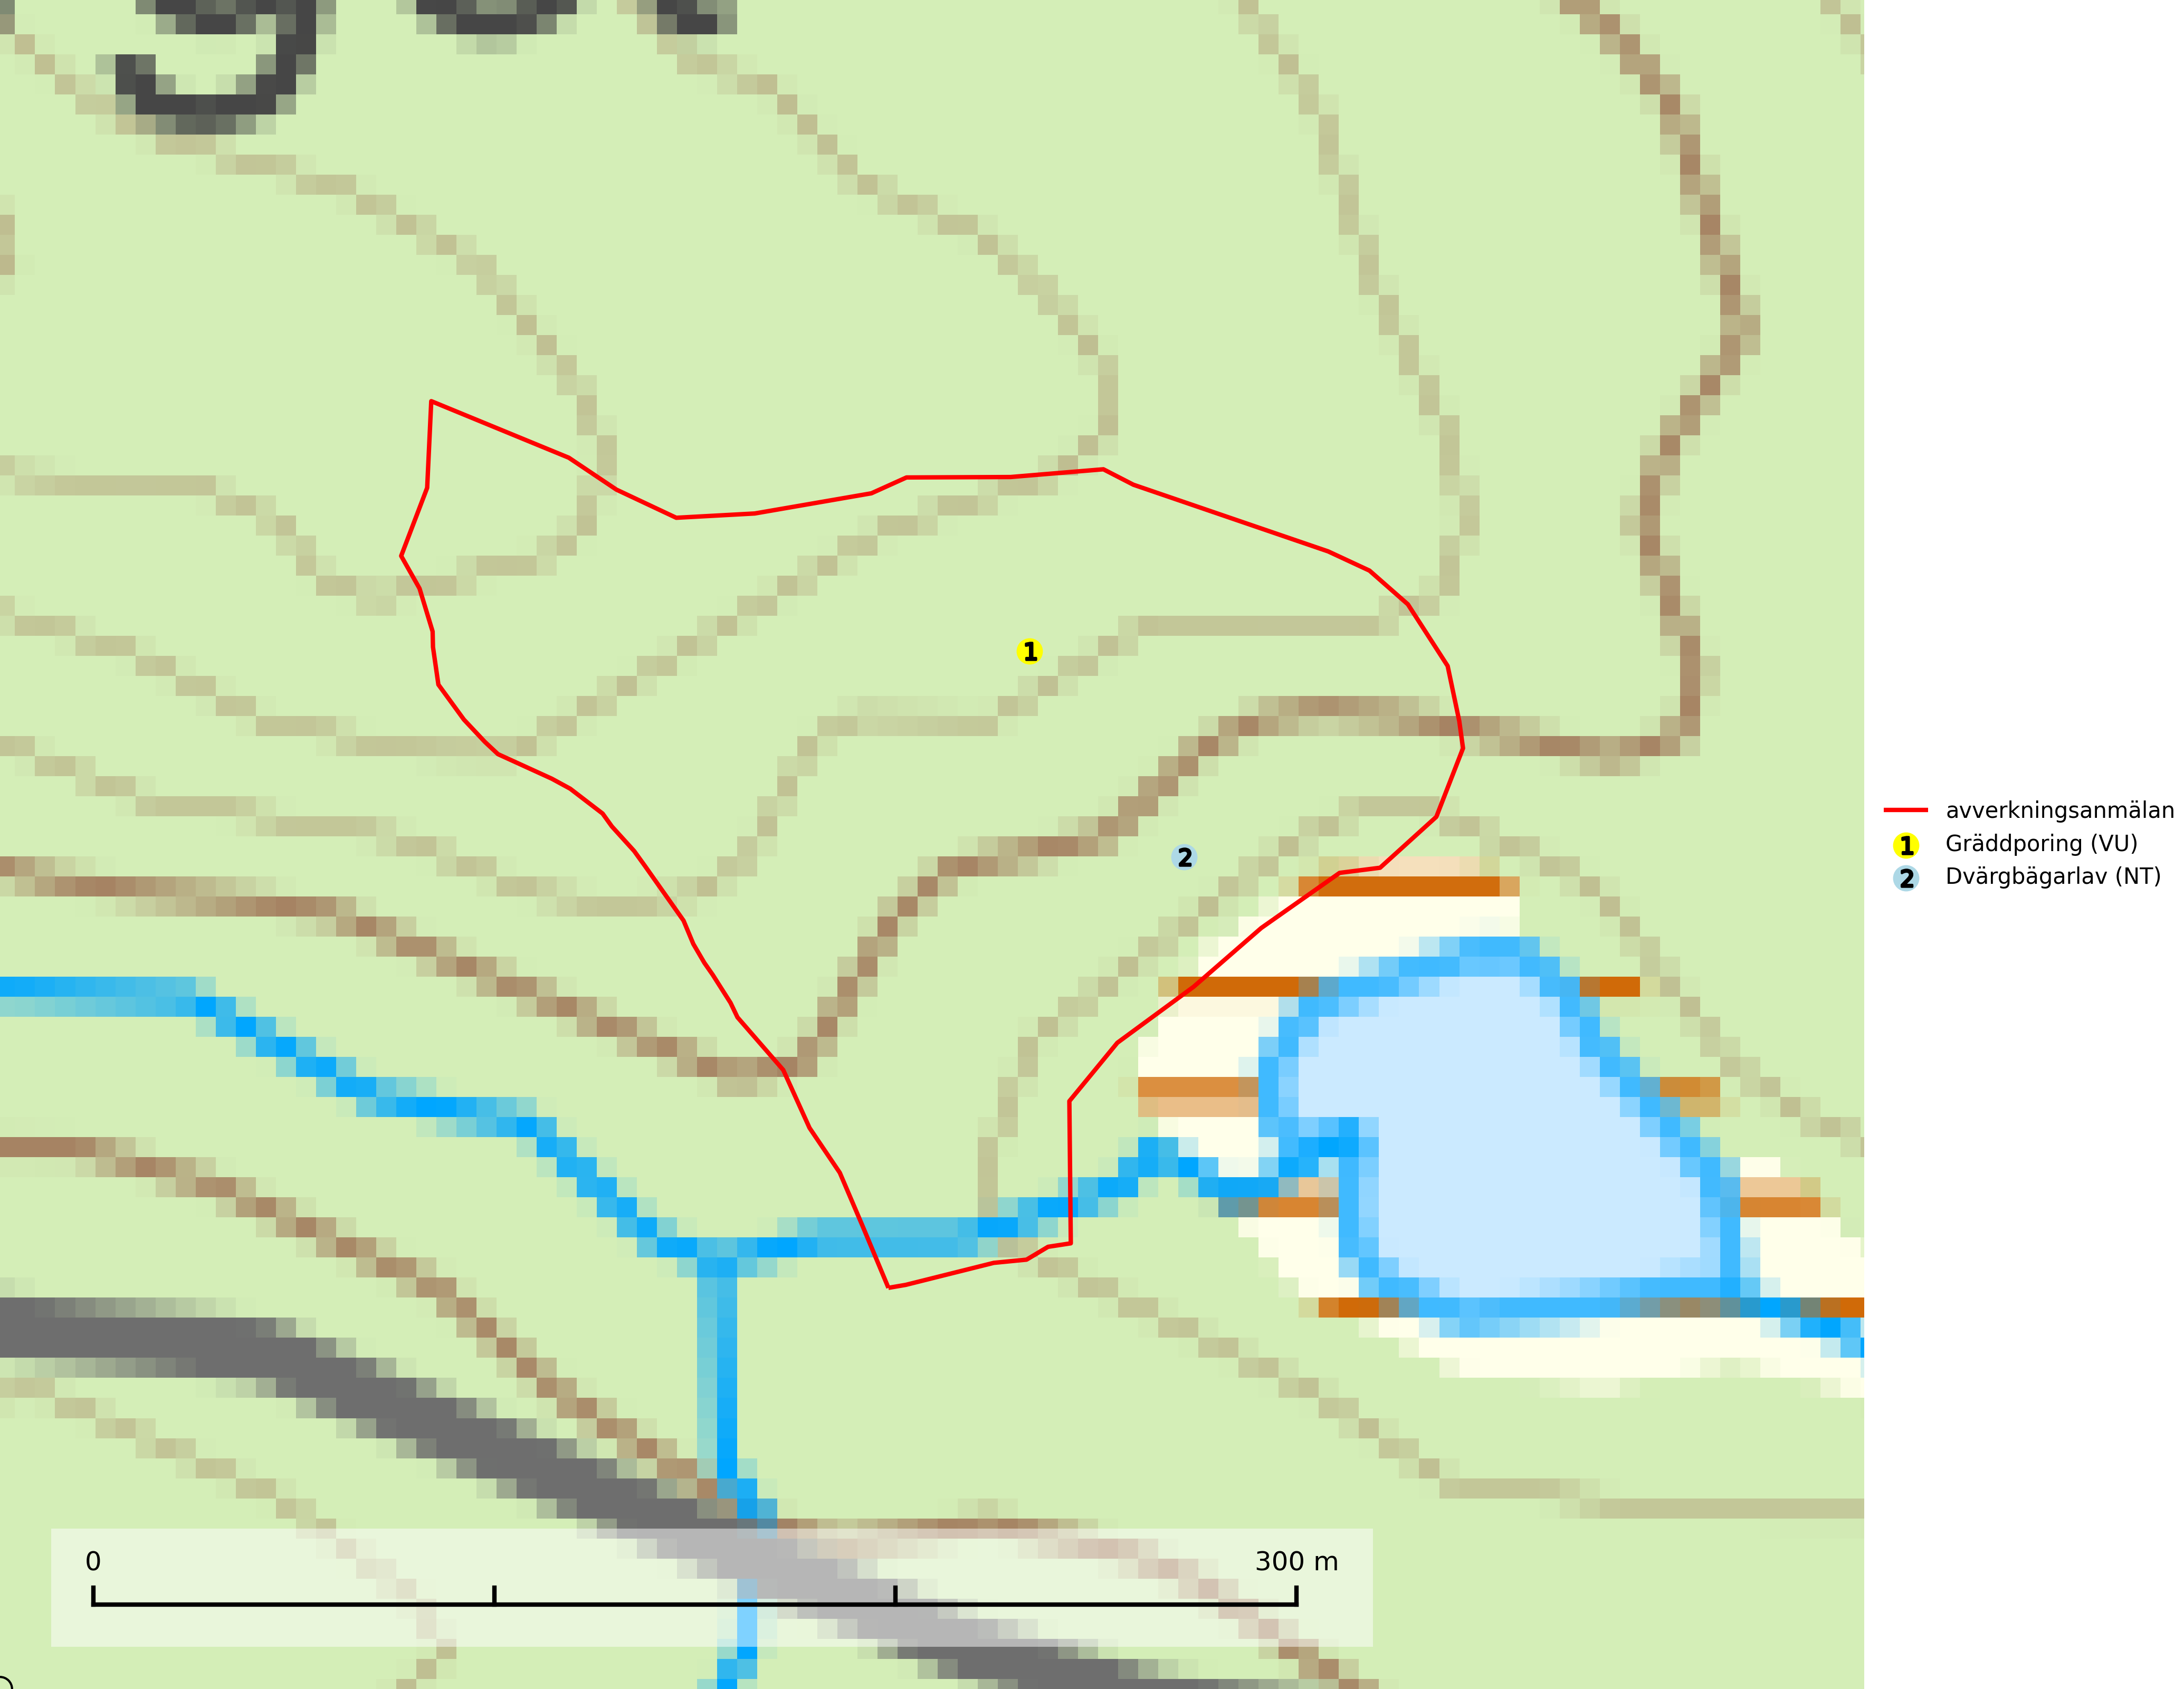 1
2
avverkningsanmälan
1 Gräddporing (VU)
2 Dvärgbägarlav (NT)
0 300 m